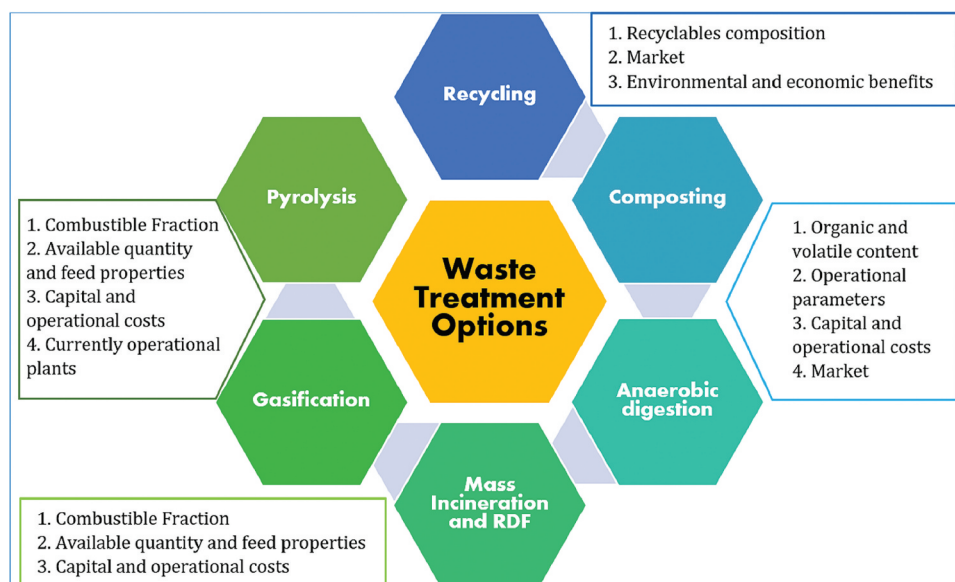 Recycling
1. Recyclables composition
2. Market
3. Environmental and economic benefits
Pyrolysis
Composting
1. Combustible Fraction
2. Available quantity
and feed properties
3. Capital and
operational costs
4. Currently operational
plants
Waste
Treatment
Options
1. Organic and
volatile content
2. Operational
parameters
3. Capital and
operational costs
4. Market
Gasification
Anaerobic
digestion
Mass
Incineration
and RDF
1. Combustible Fraction
2. Available quantity and feed properties
3. Capital and operational costs